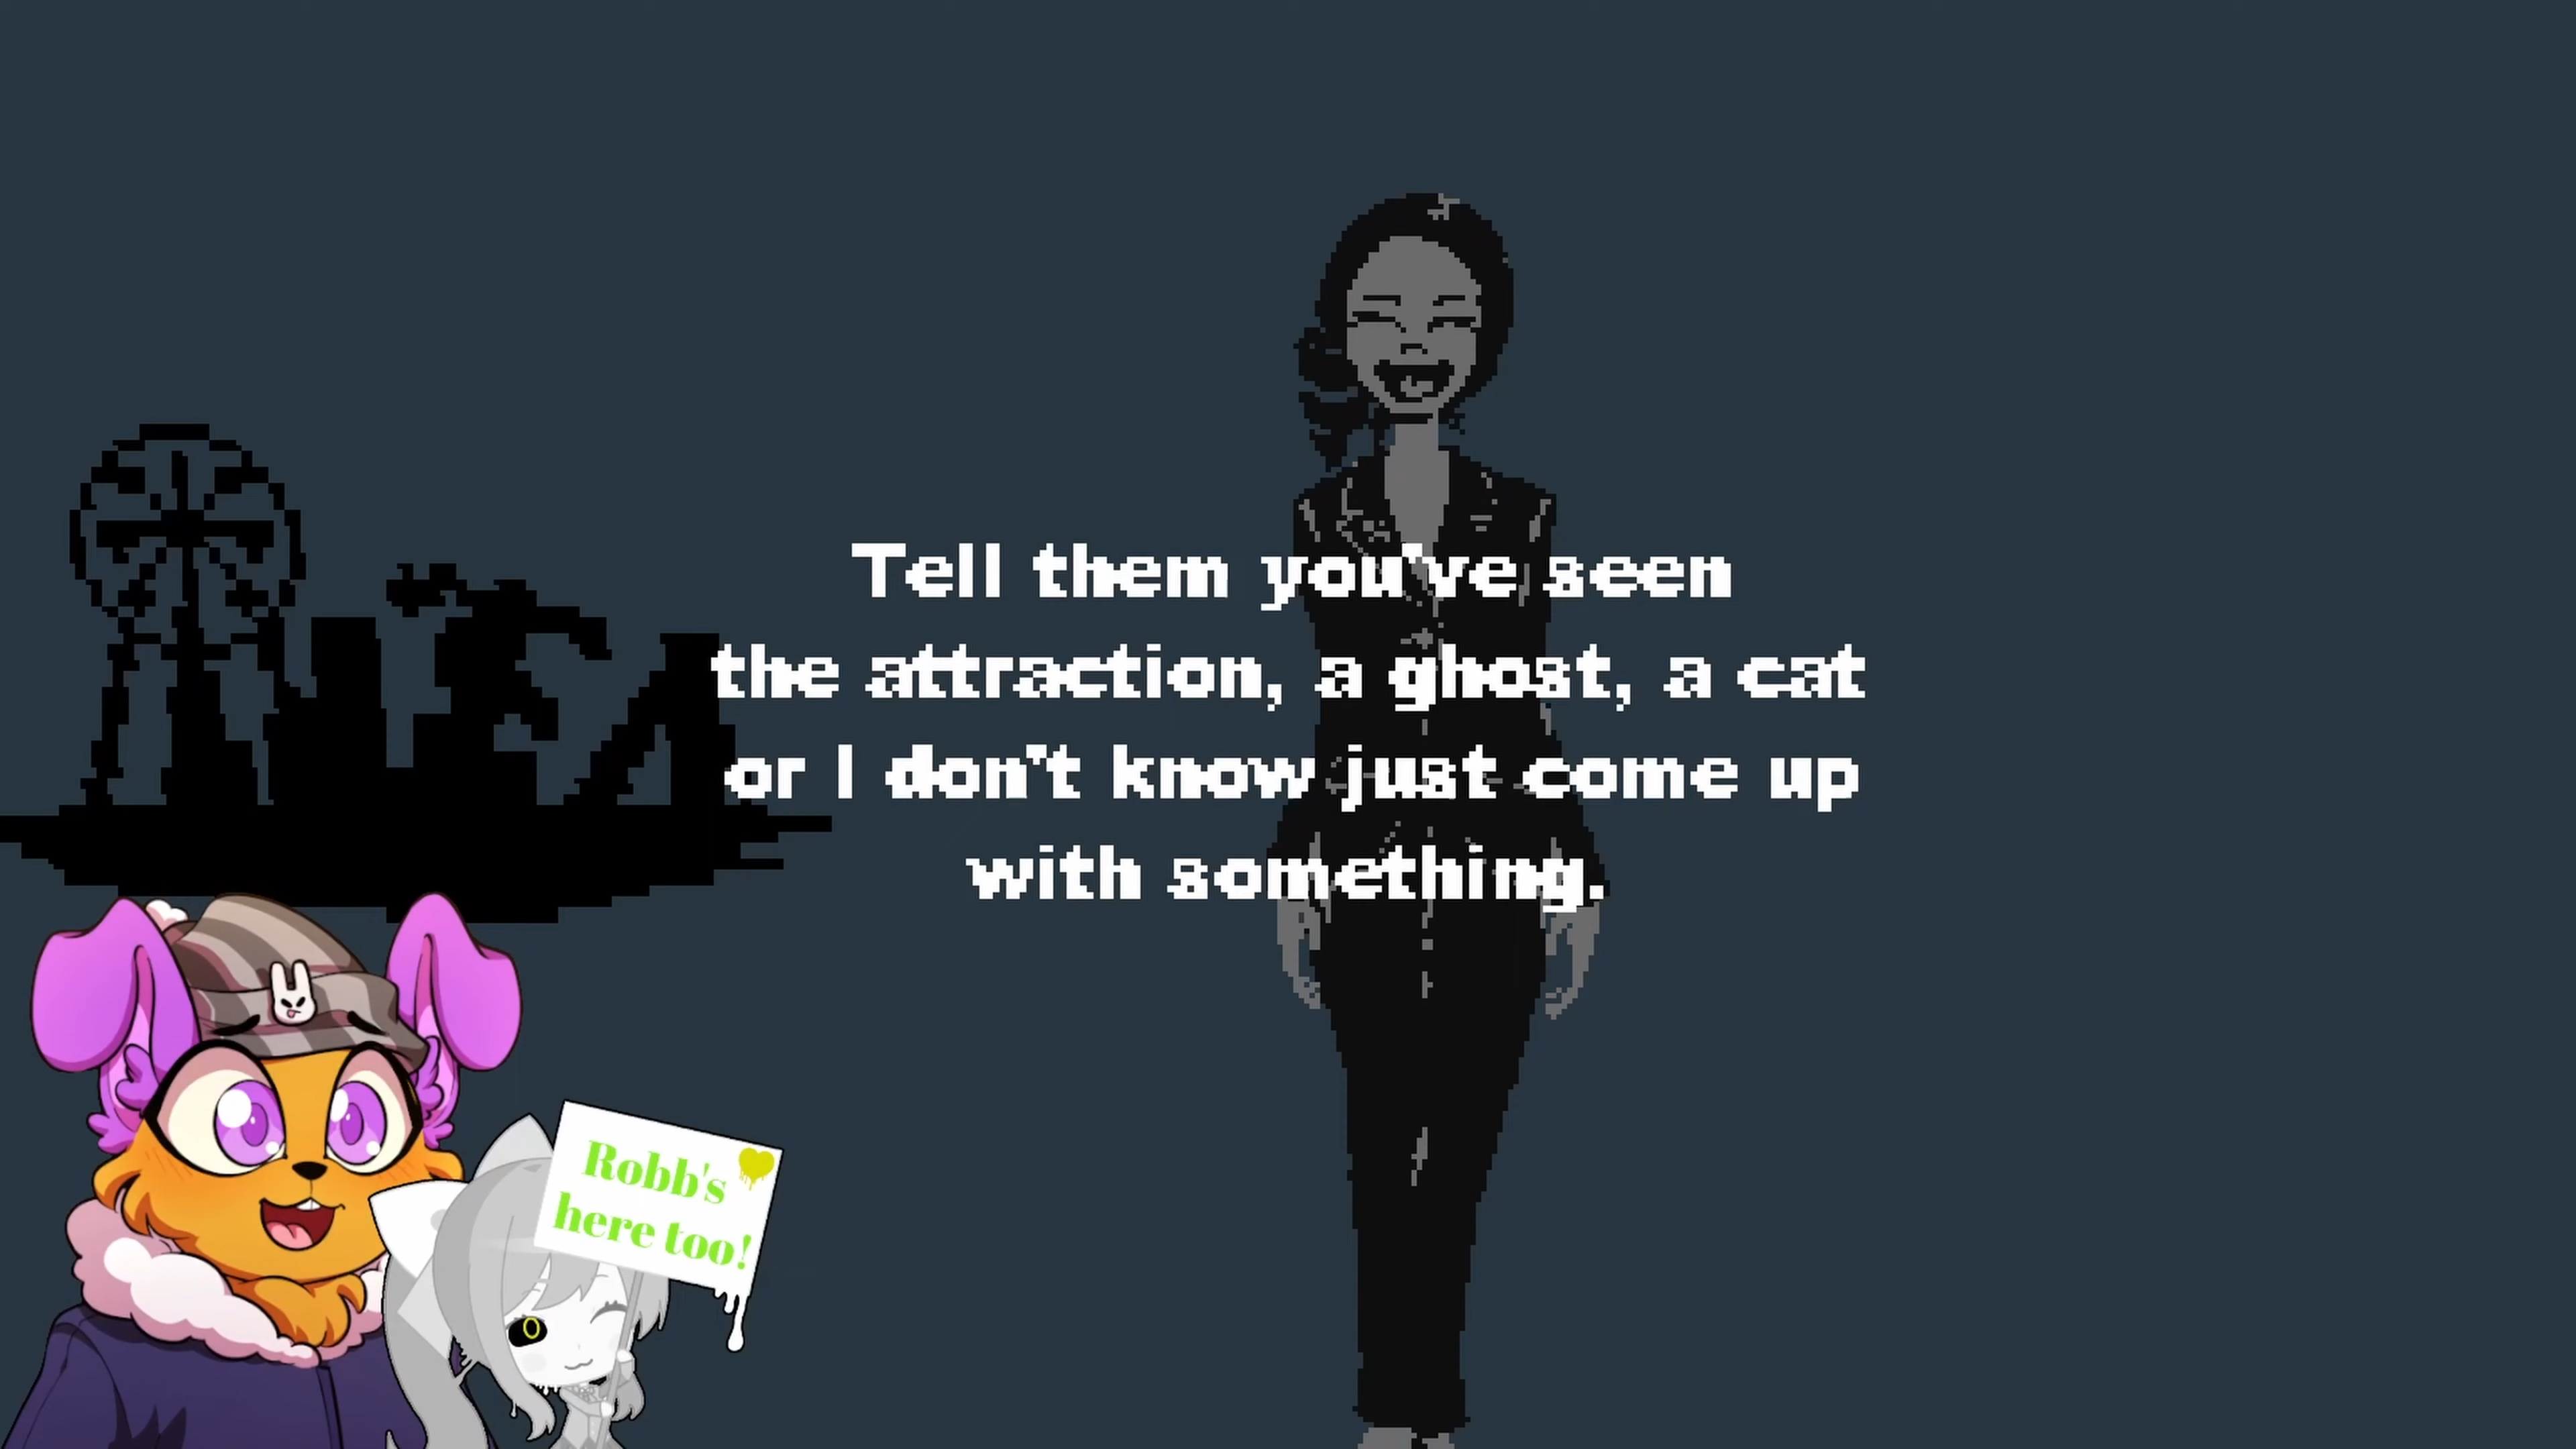 Tell them you've seen
the attraction, a ghost, a cat
or I don't know just come up
with something.
Robb's
here too!